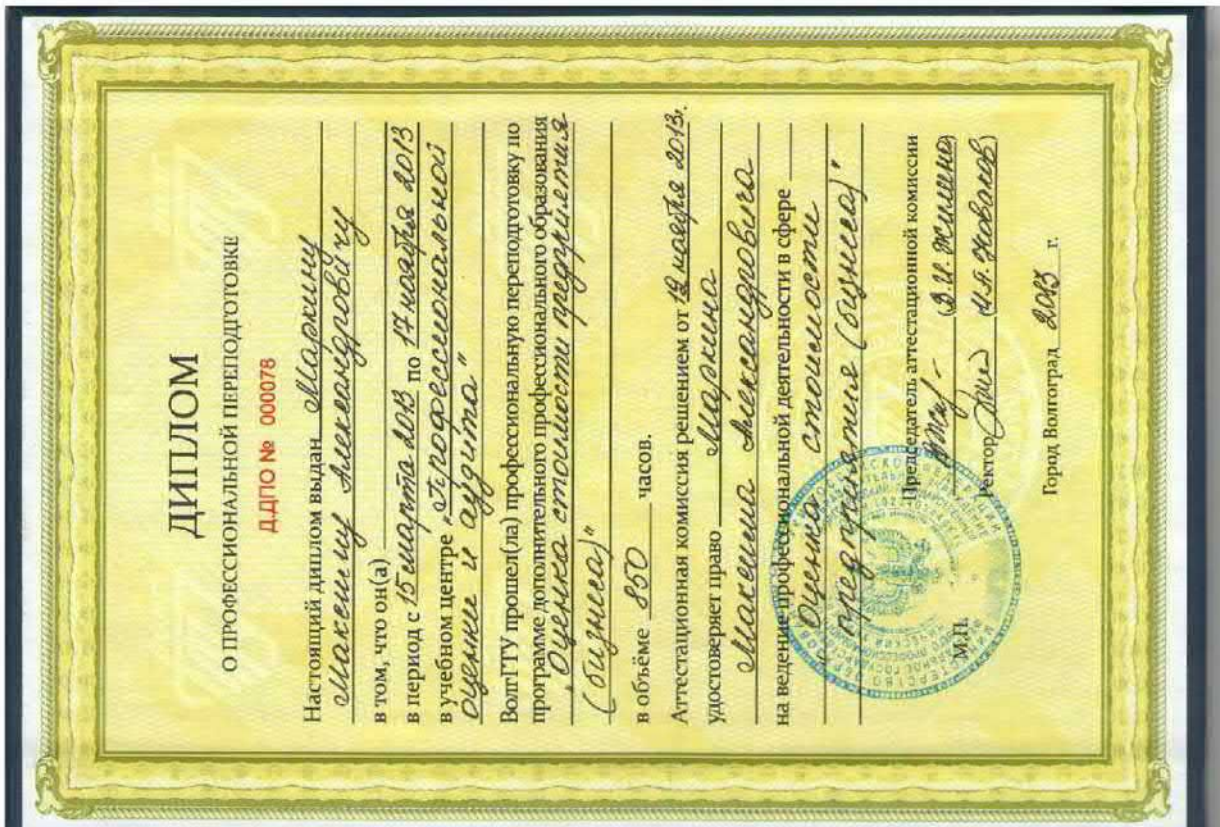 ДИПЛОМ
О ПРОФЕССИОНАЛЬНОЙ ПЕРЕПОДГОТОВКЕ
Д.ДПО № 000078
Настоящий диплом выдан Маркину
Максиму Александровичу
в том, что он(а)
в период с 15 марта 2013 по 17 ноября 2013
в учебном центре „Профессиональной
оценки и аудита"
ВолгГТУ прошел(ла) профессиональную переподготовку по
программе дополнительного профессионального образования
„Оценка стоимости предприятия
(бизнеса)"
в объёме 850 часов.
Аттестационная комиссия решением от 19 ноября 2013г.
удостоверяет право Маркина
Максима Александровича
на ведение профессиональной деятельности в сфере
Оценки стоимости
предприятия (бизнеса)"
Председатель аттестационной комиссии
М.П.
Ректор
Город Волгоград 2013 г.